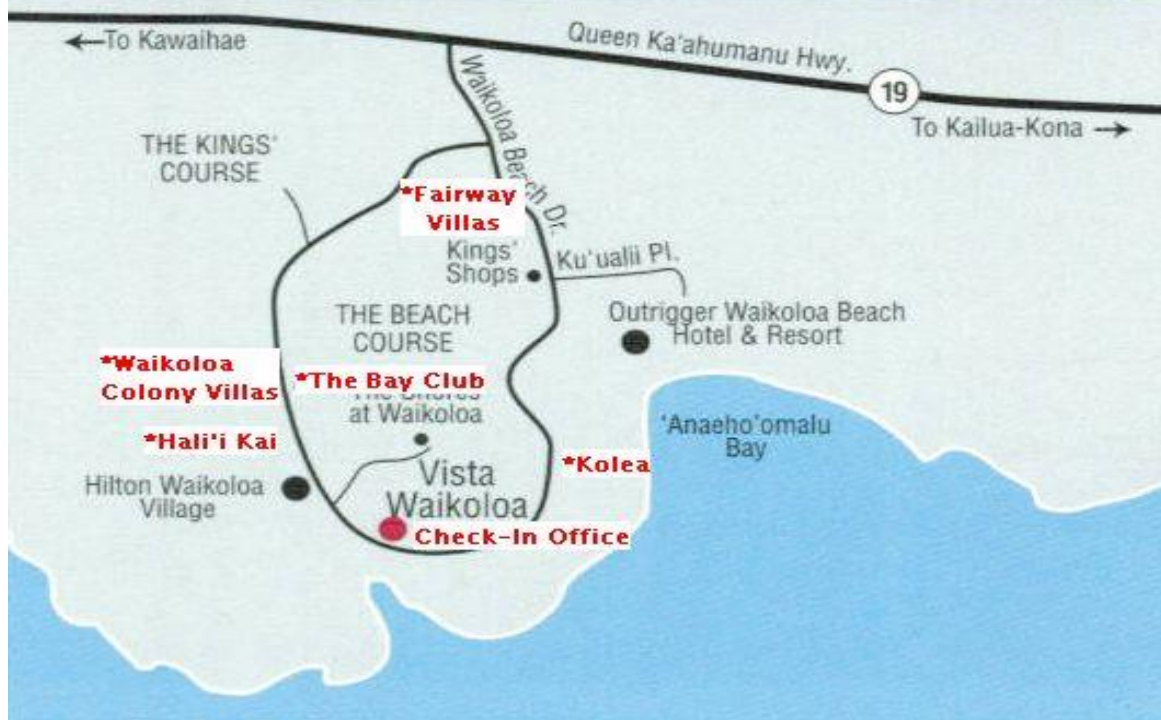 ←To Kawaihae
Queen Ka'ahumanu Hwy.
19
To Kailua-Kona →
Waikoloa Beach Dr.
THE KINGS'
COURSE
*Fairway
Villas
Kings'
Shops
Ku'ualii Pl.
THE BEACH
COURSE
Outrigger Waikoloa Beach
Hotel & Resort
*Waikoloa
Colony Villas
*The Bay Club
The Shores
at Waikoloa
'Anaeho'omalu
Bay
*Hali'i Kai
*Kolea
Hilton Waikoloa
Village
Vista
Waikoloa
Check-In Office